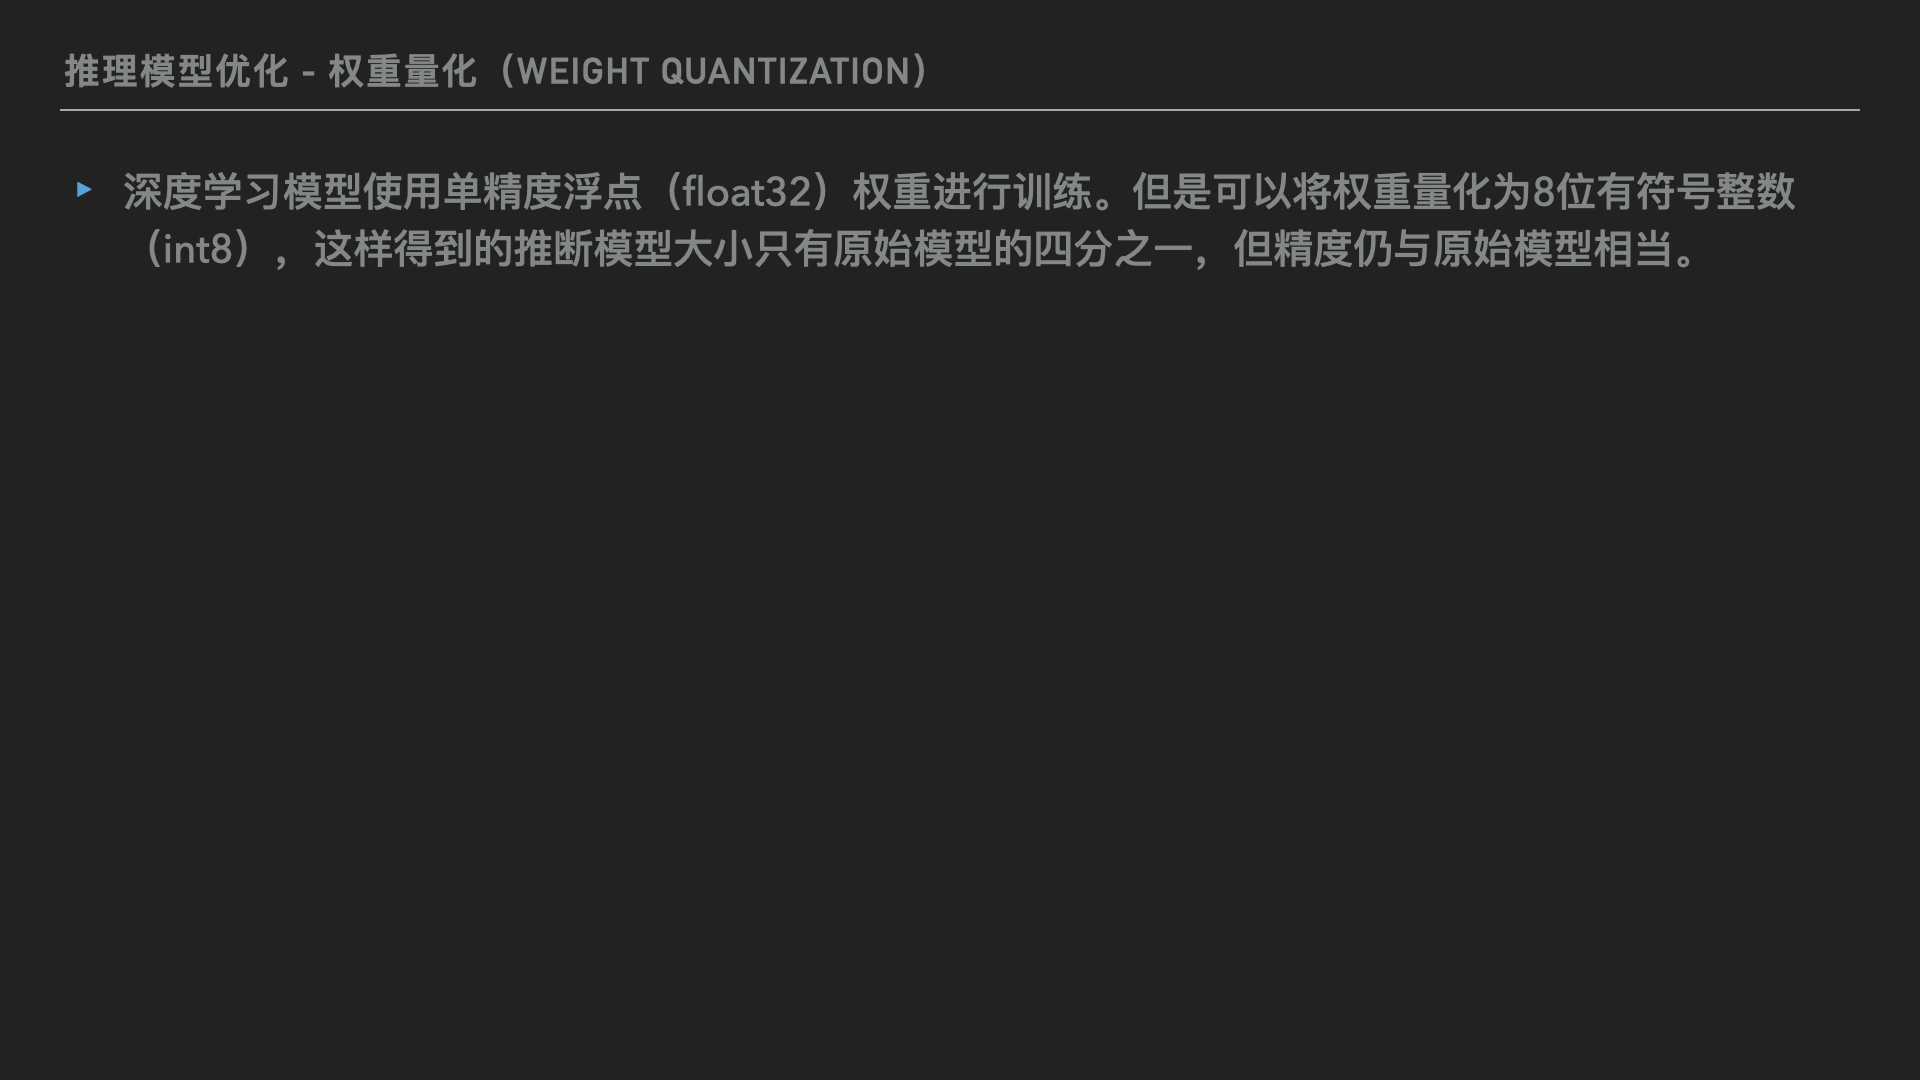 推理模型优化 - 权重量化（WEIGHT QUANTIZATION）
▸ 深度学习模型使用单精度浮点（float32）权重进行训练。但是可以将权重量化为8位有符号整数
（int8），这样得到的推断模型大小只有原始模型的四分之一，但精度仍与原始模型相当。